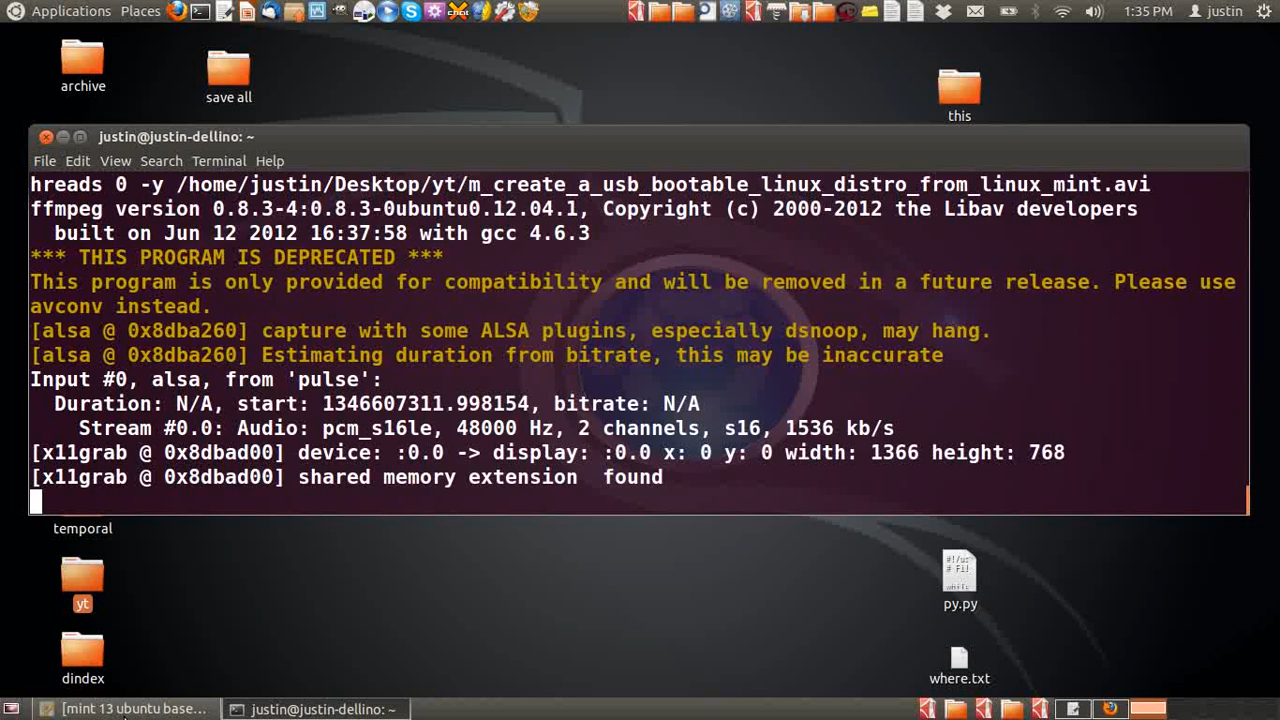 Applications Places
1:35 PM
justin
archive
save all
this
justin@justin-dellino: ~
File Edit View Search Terminal Help
hreads 0 -y /home/justin/Desktop/yt/m_create_a_usb_bootable_linux_distro_from_linux_mint.avi
ffmpeg version 0.8.3-4:0.8.3-0ubuntu0.12.04.1, Copyright (c) 2000-2012 the Libav developers
built on Jun 12 2012 16:37:58 with gcc 4.6.3
*** THIS PROGRAM IS DEPRECATED ***
This program is only provided for compatibility and will be removed in a future release. Please use
avconv instead.
[alsa @ 0x8dba260] capture with some ALSA plugins, especially dsnoop, may hang.
[alsa @ 0x8dba260] Estimating duration from bitrate, this may be inaccurate
Input #0, alsa, from 'pulse':
Duration: N/A, start: 1346607311.998154, bitrate: N/A
Stream #0.0: Audio: pcm_s16le, 48000 Hz, 2 channels, s16, 1536 kb/s
[x11grab @ 0x8dbad00] device: :0.0 -> display: :0.0 x: 0 y: 0 width: 1366 height: 768
[x11grab @ 0x8dbad00] shared memory extension  found
temporal
yt
py.py
dindex
where.txt
[mint 13 ubuntu base...
justin@justin-dellino: ~